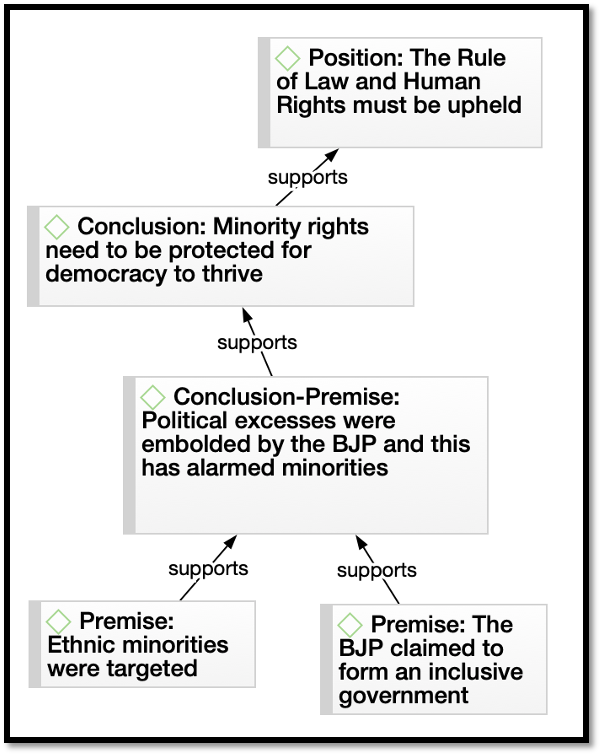 Position: The Rule
of Law and Human
Rights must be upheld
supports
Conclusion: Minority rights
need to be protected for
democracy to thrive
supports
Conclusion-Premise:
Political excesses were
embolded by the BJP and this
has alarmed minorities
supports
supports
Premise:
Ethnic minorities
were targeted
Premise: The
BJP claimed to
form an inclusive
government